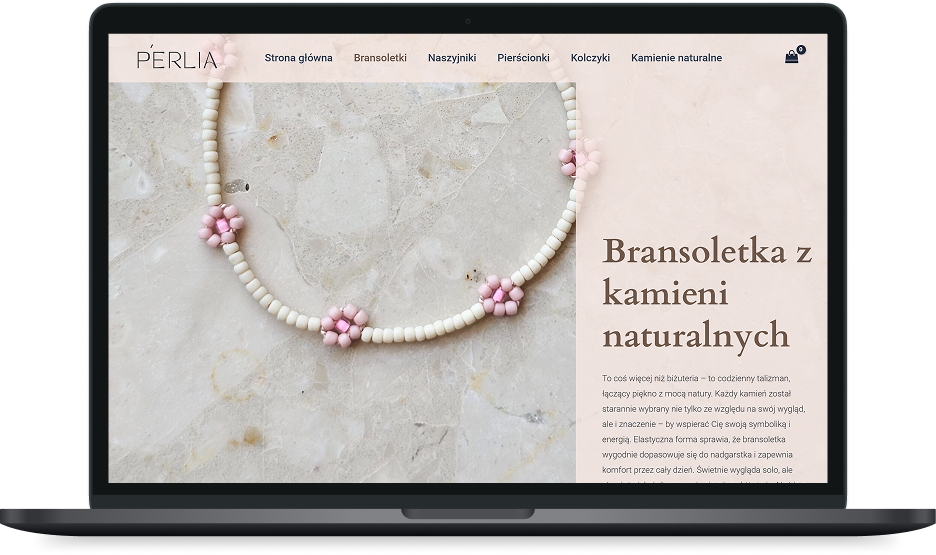 PERLIA
Strona główna Bransoletki Naszyjniki Pierścionki Kolczyki Kamienie naturalne 0
Bransoletka z
kamieni
naturalnych
To coś więcej niż biżuteria – to codzienny talizman,
łączący piękno z mocą natury. Każdy kamień został
starannie wybrany nie tylko ze względu na swój wygląd,
ale i znaczenie – by wspierać Cię swoją symboliką i
energią. Elastyczna forma sprawia, że bransoletka
wygodnie dopasowuje się do nadgarstka i zapewnia
komfort przez cały dzień. Świetnie wygląda solo, ale